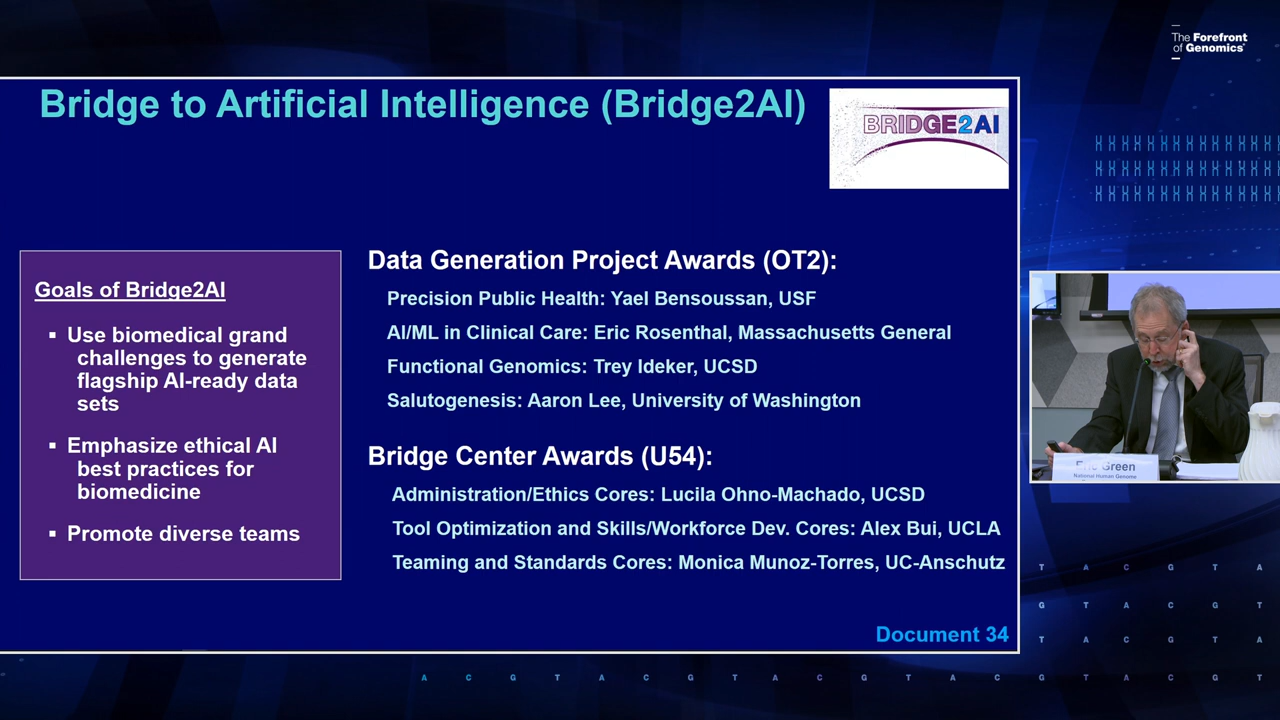 The Forefront
of Genomics®
Bridge to Artificial Intelligence (Bridge2AI)
BRIDGE2AI
Goals of Bridge2AI
▪ Use biomedical grand
challenges to generate
flagship AI-ready data
sets
▪ Emphasize ethical AI
best practices for
biomedicine
▪ Promote diverse teams
Data Generation Project Awards (OT2):
Precision Public Health: Yael Bensoussan, USF
AI/ML in Clinical Care: Eric Rosenthal, Massachusetts General
Functional Genomics: Trey Ideker, UCSD
Salutogenesis: Aaron Lee, University of Washington
Bridge Center Awards (U54):
Administration/Ethics Cores: Lucila Ohno-Machado, UCSD
Tool Optimization and Skills/Workforce Dev. Cores: Alex Bui, UCLA
Teaming and Standards Cores: Monica Munoz-Torres, UC-Anschutz
Document 34
Eric Green
National Human Genome
T A C G T A
G T A C G T
T A C G T A
A C G T A C G T A C G T A C G T A C G T